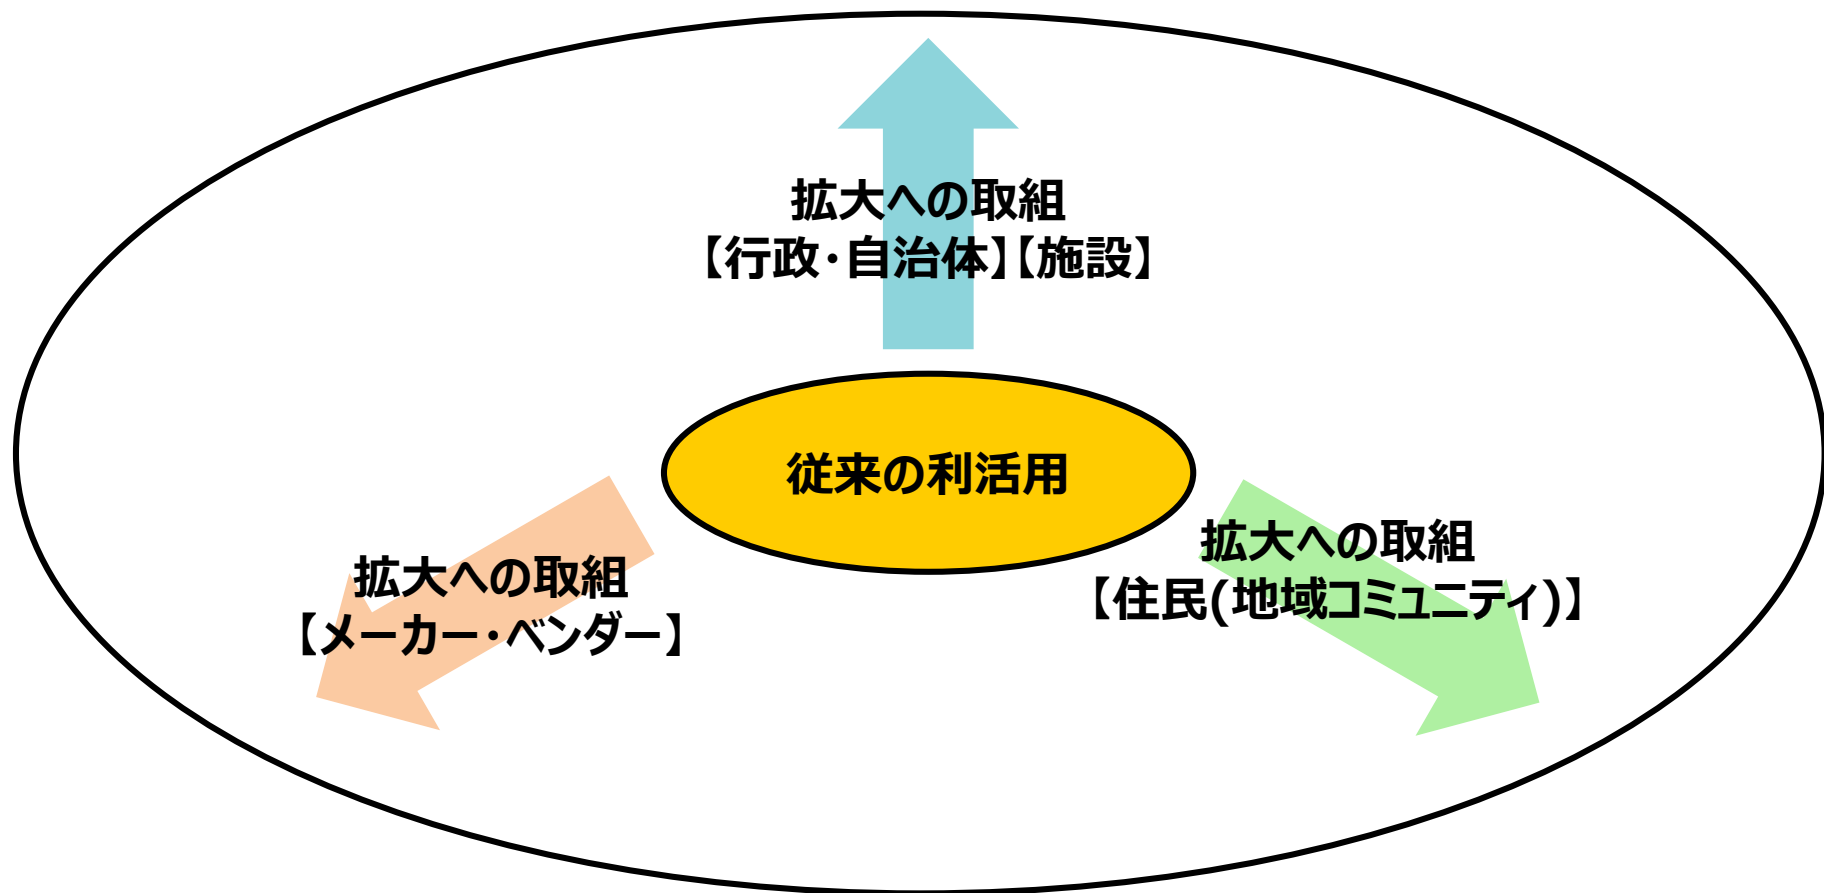 拡大への取組
【行政・自治体】【施設】
従来の利活用
拡大への取組
【メーカー・ベンダー】
拡大への取組
【住民(地域コミュニティ)】